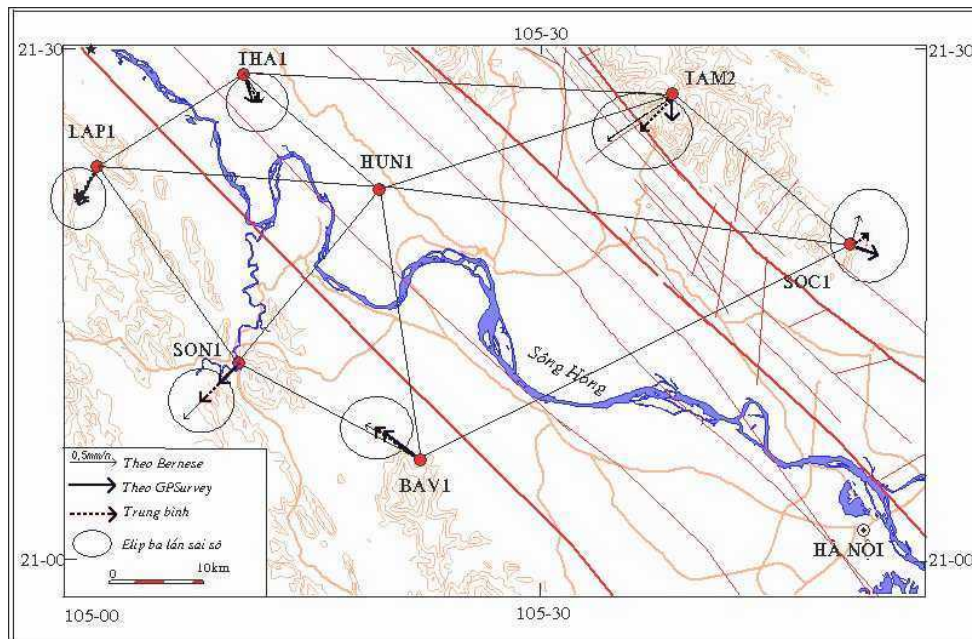 105-30
21-30
21-30
THA1
TAM2
LAP1
HUN1
SOC1
SON1
Sông Hồng
BAV1
0,5mm/n
Theo Bernese
Theo GPSurvey
Trung bình
Elip ba lần sai số
0 10km
HÀ NỘI
21-00
21-00
105-00
105-30